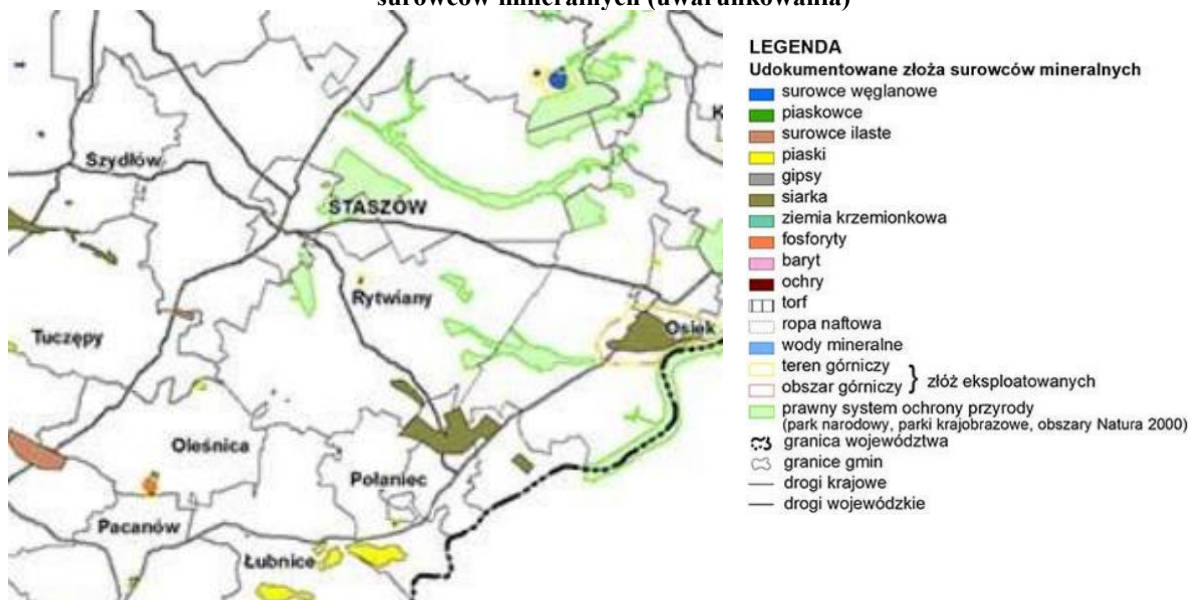 surowców mineralnych (uwarunkowania)
Szydłów
STASZÓW
Rytwiany
Osiek
Tuczępy
Oleśnica
Połaniec
Pacanów
Łubnice
K
LEGENDA
Udokumentowane złoża surowców mineralnych
surowce węglanowe
piaskowce
surowce ilaste
piaski
gipsy
siarka
ziemia krzemionkowa
fosforyty
baryt
ochry
torf
ropa naftowa
wody mineralne
teren górniczy
obszar górniczy } złóż eksploatowanych
prawny system ochrony przyrody
(park narodowy, parki krajobrazowe, obszary Natura 2000)
granica województwa
granice gmin
drogi krajowe
drogi wojewódzkie